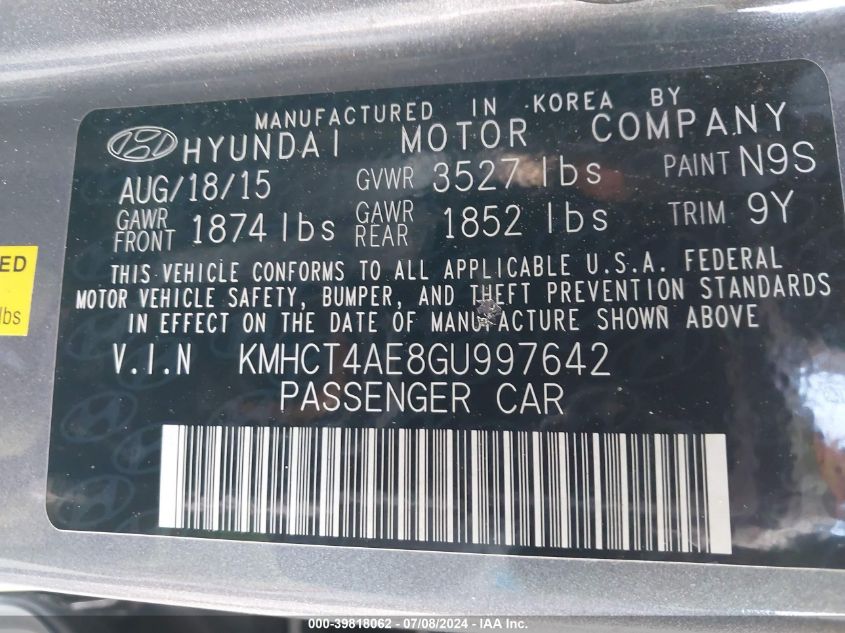 MANUFACTURED IN KOREA BY
HYUNDAI MOTOR COMPANY
AUG/18/15 GVWR 3527 lbs PAINT N9S
GAWR FRONT 1874 lbs GAWR REAR 1852 lbs TRIM 9Y
THIS VEHICLE CONFORMS TO ALL APPLICABLE U.S.A. FEDERAL
MOTOR VEHICLE SAFETY, BUMPER, AND THEFT PREVENTION STANDARDS
IN EFFECT ON THE DATE OF MANUFACTURE SHOWN ABOVE
V.I.N KMHCT4AE8GU997642
PASSENGER CAR
ED
lbs
000-39818062 - 07/08/2024 - IAA Inc.